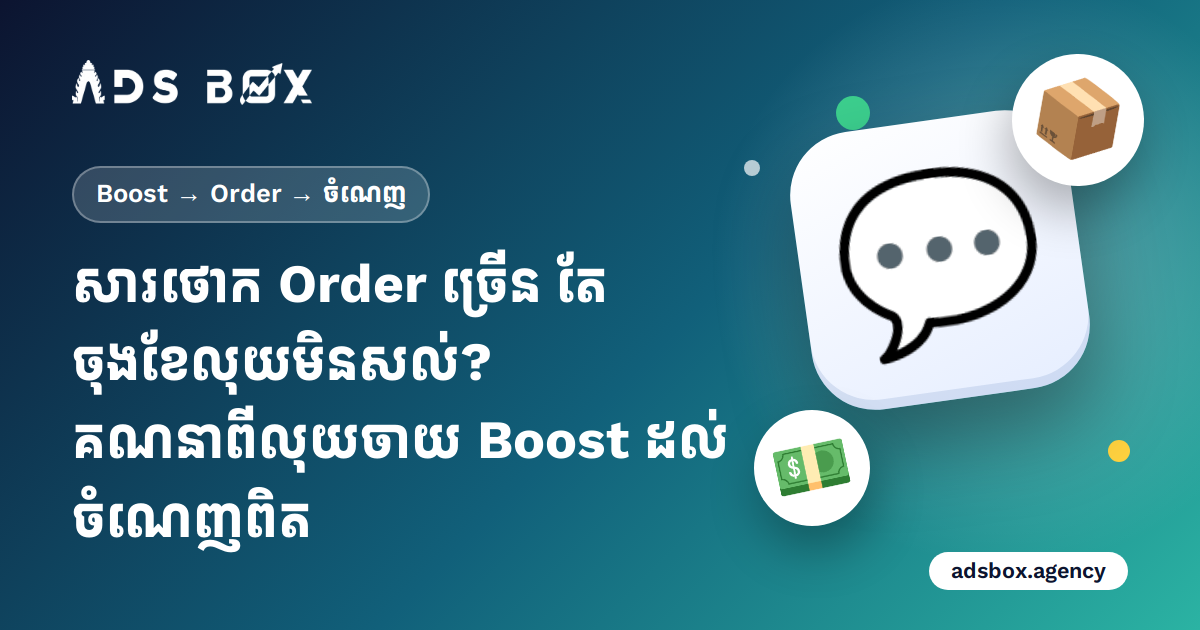 ADS BOX
Boost → Order → ចំណេញ
សារថោក Order ច្រើន តែ
ចុងខែលុយមិនសល់?
គណនាពីលុយចាយ Boost ដល់
ចំណេញពិត
$
adsbox.agency